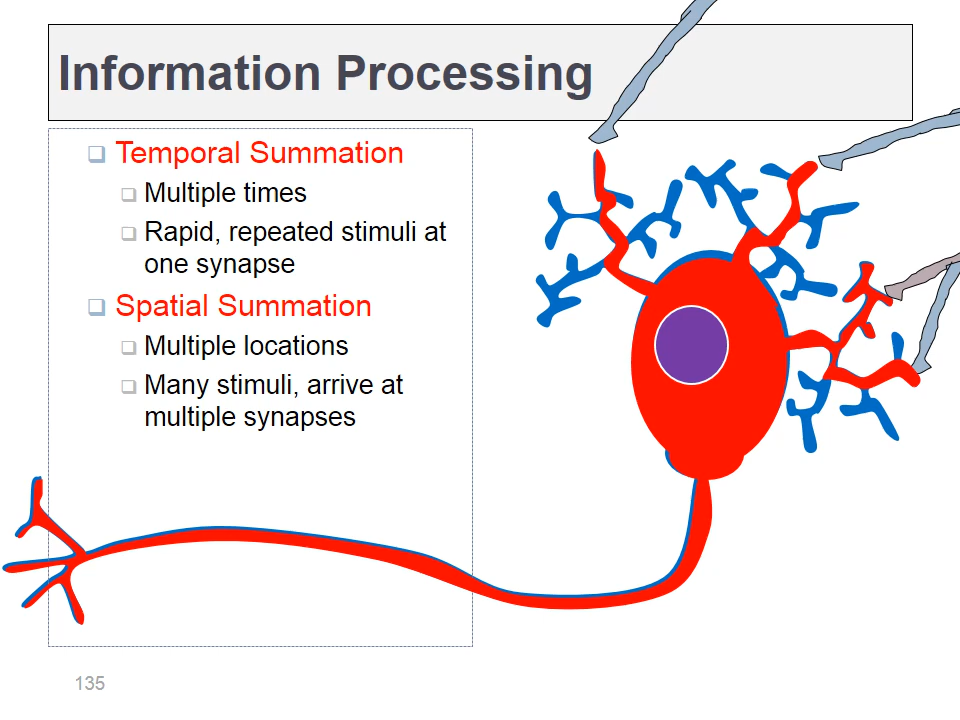 Information Processing
Temporal Summation
Multiple times
Rapid, repeated stimuli at
one synapse
Spatial Summation
Multiple locations
Many stimuli, arrive at
multiple synapses
135